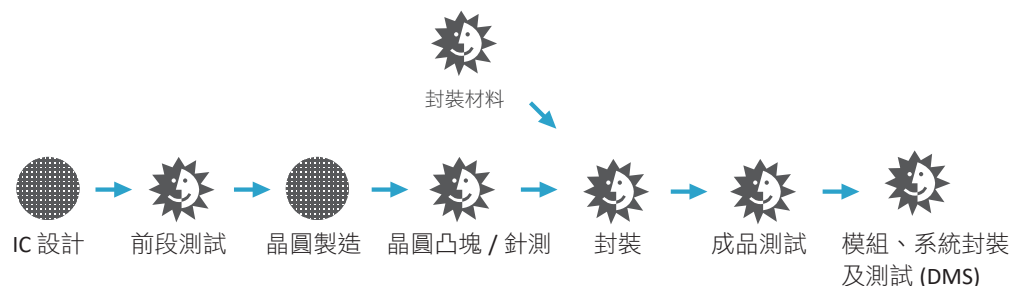 封裝材料
IC 設計
前段測試
晶圓製造
晶圓凸塊 / 針測
封裝
成品測試
模組、系統封裝
及測試 (DMS)